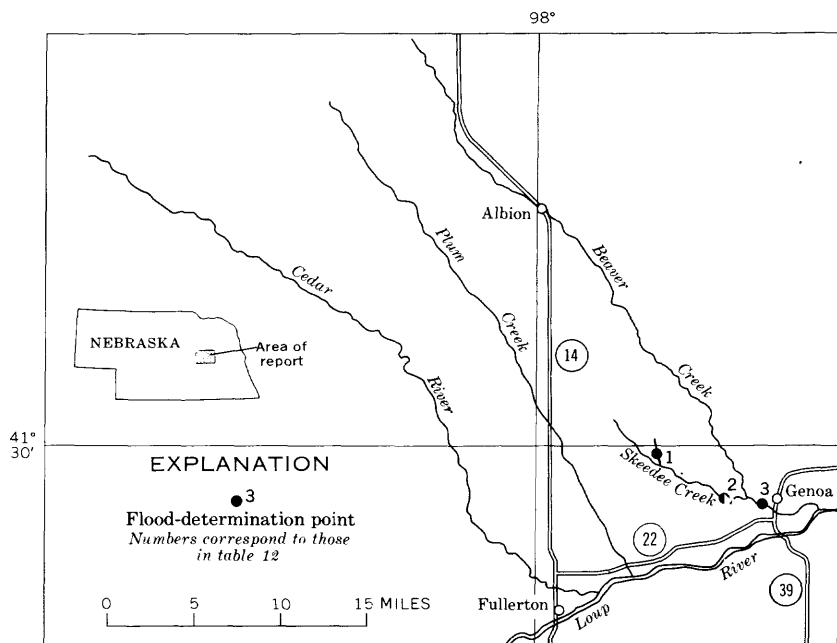 98°
Albion
Plum
Creek
Beaver
Creek
Cedar
River
NEBRASKA
Area of
report
14
41°
30′
EXPLANATION
3
Flood-determination point
Numbers correspond to those
in table 12
1
Skeedee Creek
2
3
Genoa
22
River
Loup
39
Fullerton
0 5 10 15 MILES